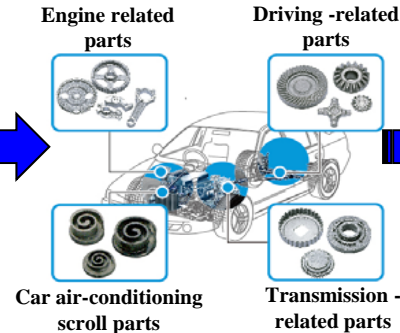 Engine related
parts
Driving -related
parts
Car air-conditioning
scroll parts
Transmission -
related parts